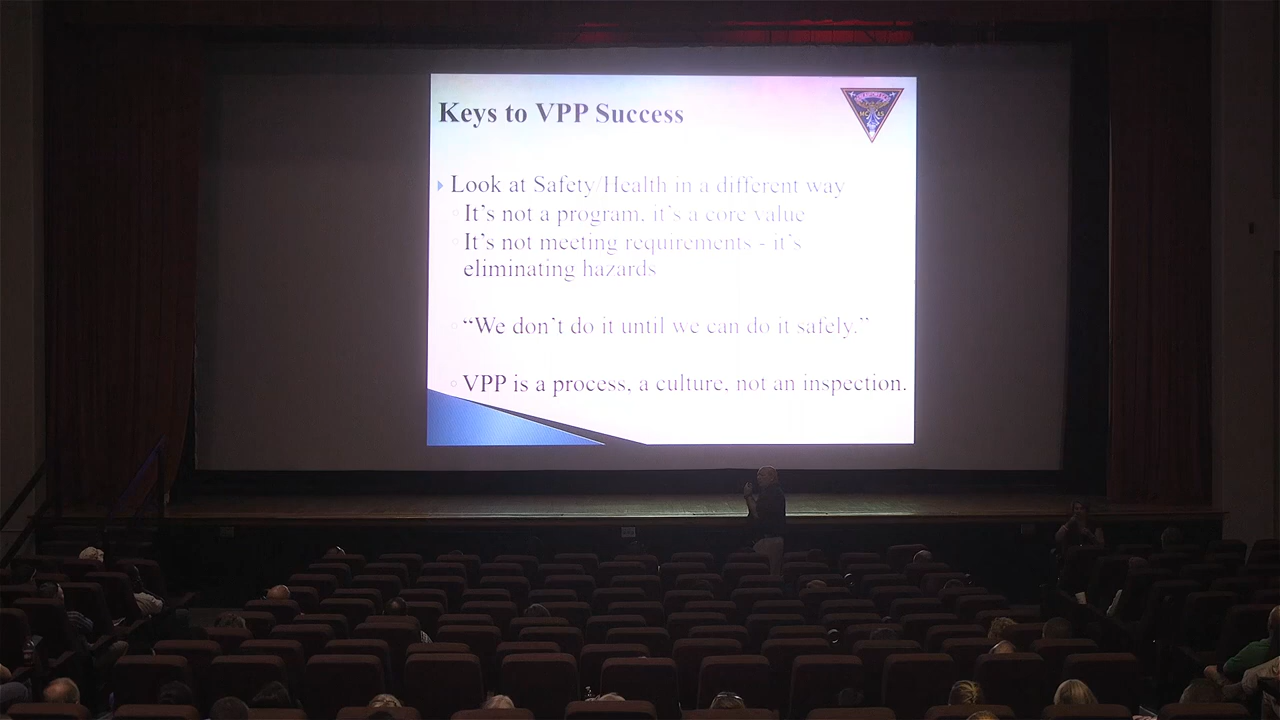 Keys to VPP Success
Look at Safety/Health in a different way
It's not a program, it's a core value
It's not meeting requirements - it's
eliminating hazards
"We don't do it until we can do it safely."
VPP is a process, a culture, not an inspection.